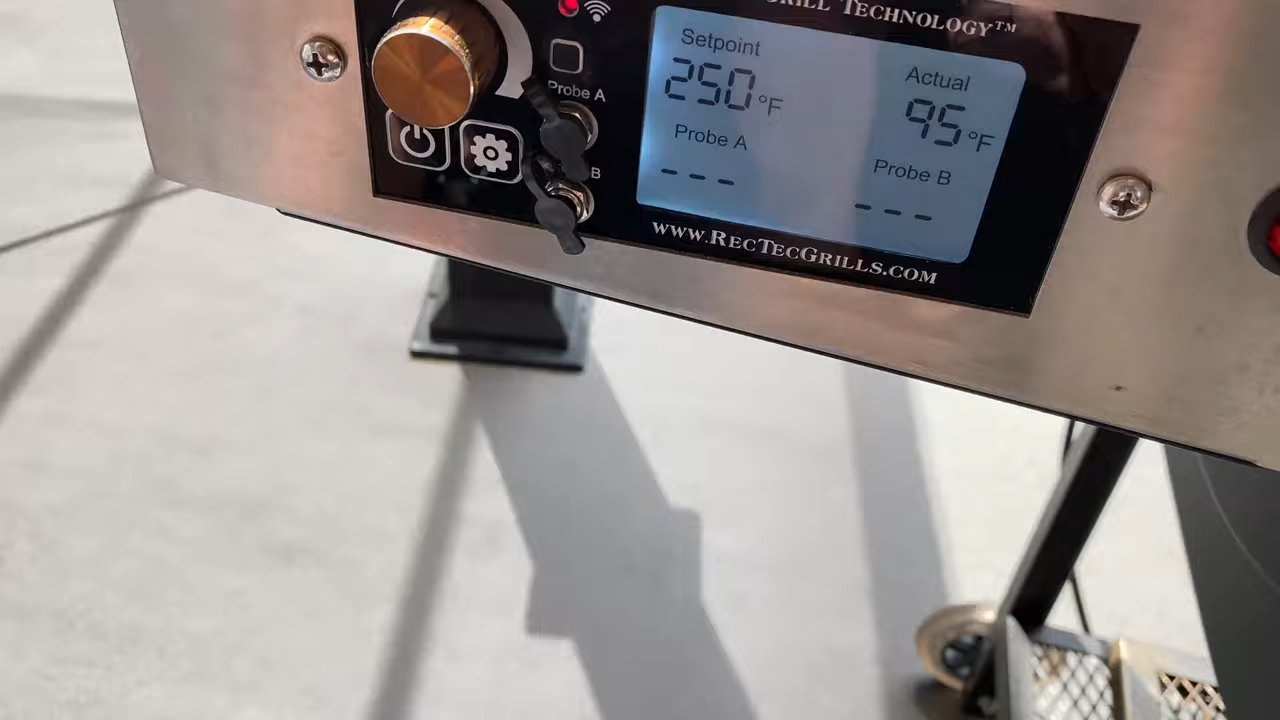 GRILL TECHNOLOGY™
Setpoint
250°F
Actual
95°F
Probe A
---
Probe B
---
Probe A
B
www.RecTecGrills.com